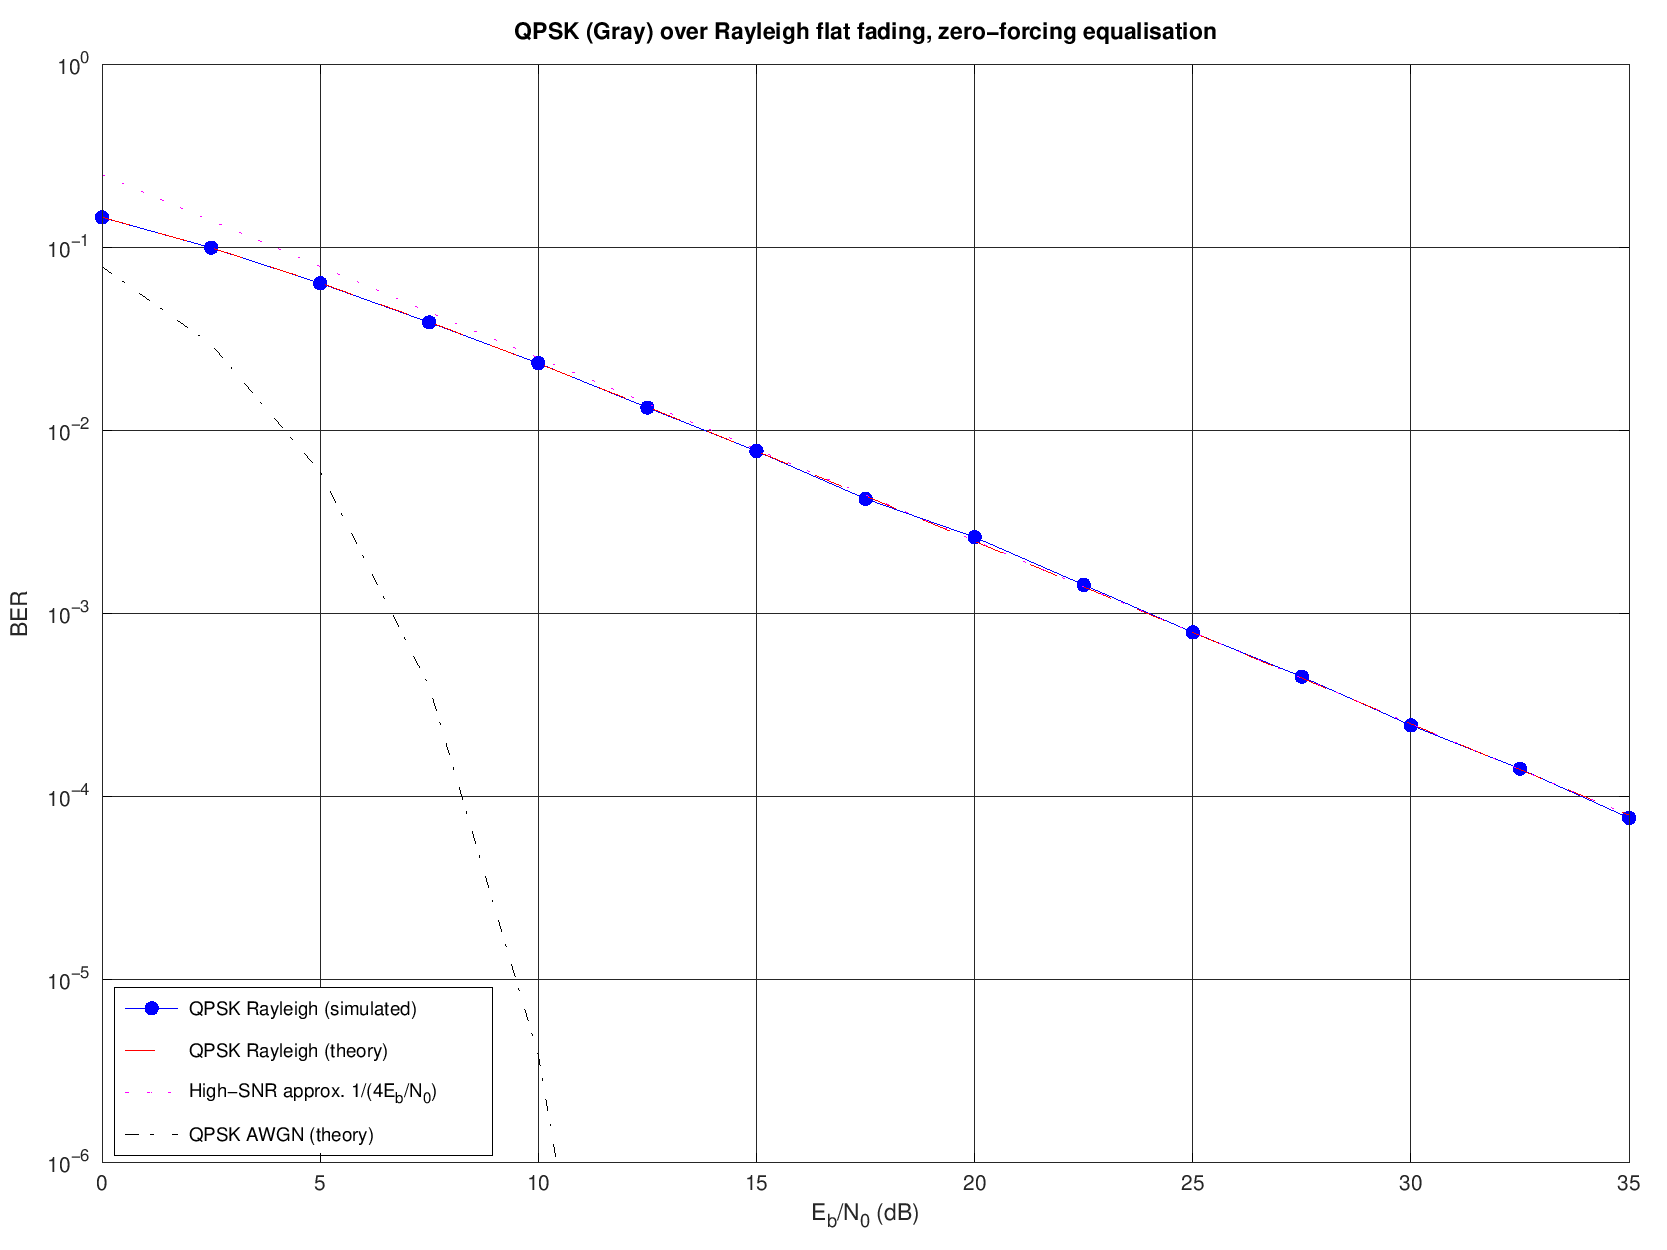 QPSK (Gray) over Rayleigh flat fading, zero−forcing equalisation
10^0
10^−1
10^−2
10^−3
10^−4
10^−5
10^−6
BER
QPSK Rayleigh (simulated)
QPSK Rayleigh (theory)
High−SNR approx. 1/(4E_b/N_0)
QPSK AWGN (theory)
0 5 10 15 20 25 30 35
E_b/N_0 (dB)